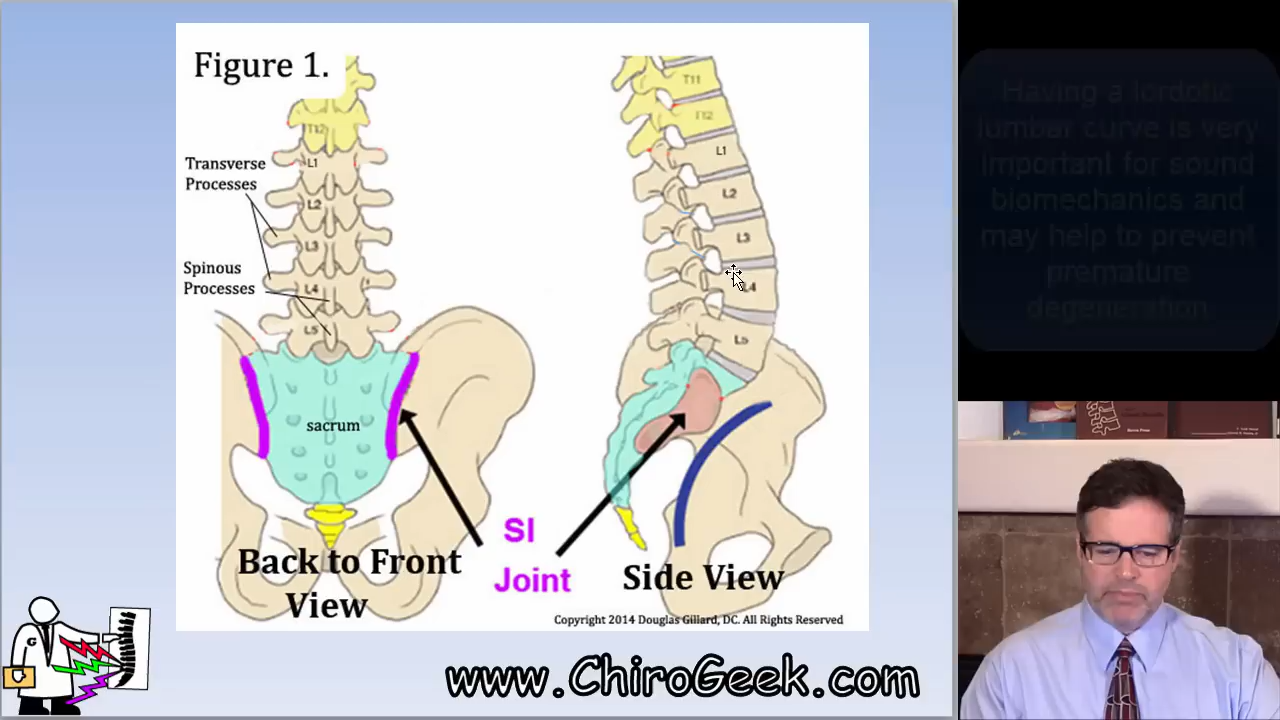 Figure 1.
T12
L1
L2
L3
L4
L5
Transverse
Processes
Spinous
Processes
sacrum
Back to Front
View
SI
Joint
T11
T12
L1
L2
L3
L4
L5
Side View
Copyright 2014 Douglas Gillard, DC. All Rights Reserved
G
www.ChiroGeek.com
Having a lordotic
lumbar curve is very
important for sound
biomechanics and
may help to prevent
premature
degeneration